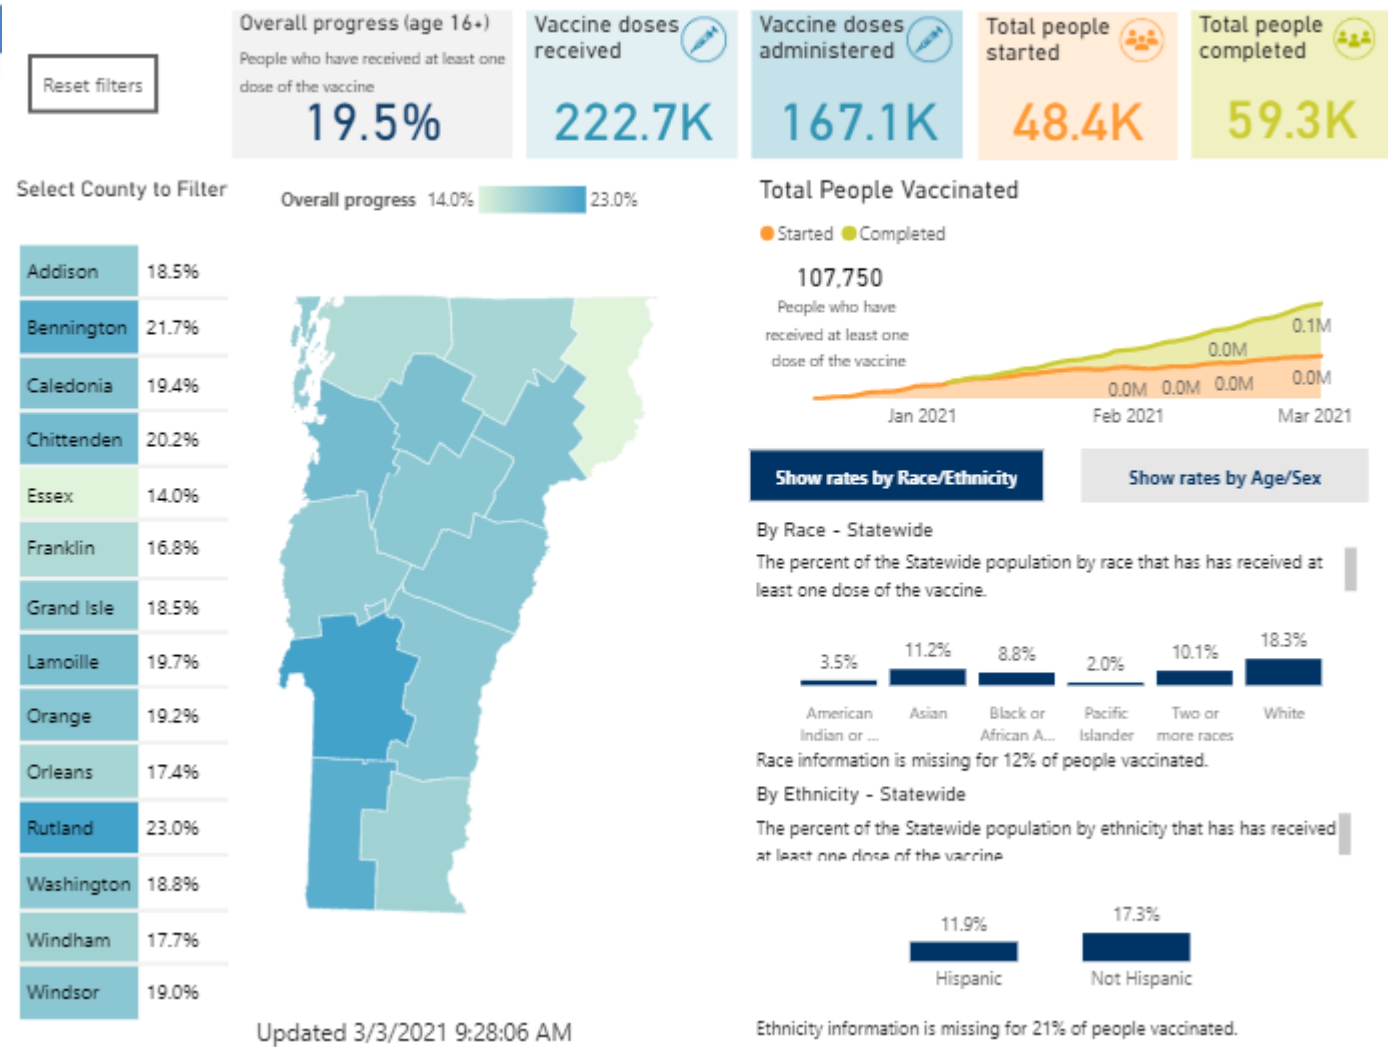 Reset filters
Overall progress (age 16+)
People who have received at least one
dose of the vaccine
19.5%
Vaccine doses
received
222.7K
Vaccine doses
administered
167.1K
Total people
started
48.4K
Total people
completed
59.3K
Select County to Filter
Addison 18.5%
Bennington 21.7%
Caledonia 19.4%
Chittenden 20.2%
Essex 14.0%
Franklin 16.8%
Grand Isle 18.5%
Lamoille 19.7%
Orange 19.2%
Orleans 17.4%
Rutland 23.0%
Washington 18.8%
Windham 17.7%
Windsor 19.0%
Overall progress 14.0% 23.0%
Updated 3/3/2021 9:28:06 AM
Total People Vaccinated
Started Completed
107,750
People who have
received at least one
dose of the vaccine
0.1M
0.0M
0.0M 0.0M 0.0M 0.0M
Jan 2021 Feb 2021 Mar 2021
Show rates by Race/Ethnicity Show rates by Age/Sex
By Race - Statewide
The percent of the Statewide population by race that has has received at
least one dose of the vaccine.
3.5% 11.2% 8.8% 2.0% 10.1% 18.3%
American Asian Black or Pacific Two or White
Indian or ... African A... Islander more races
Race information is missing for 12% of people vaccinated.
By Ethnicity - Statewide
The percent of the Statewide population by ethnicity that has has received
at least one dose of the vaccine
11.9% 17.3%
Hispanic Not Hispanic
Ethnicity information is missing for 21% of people vaccinated.